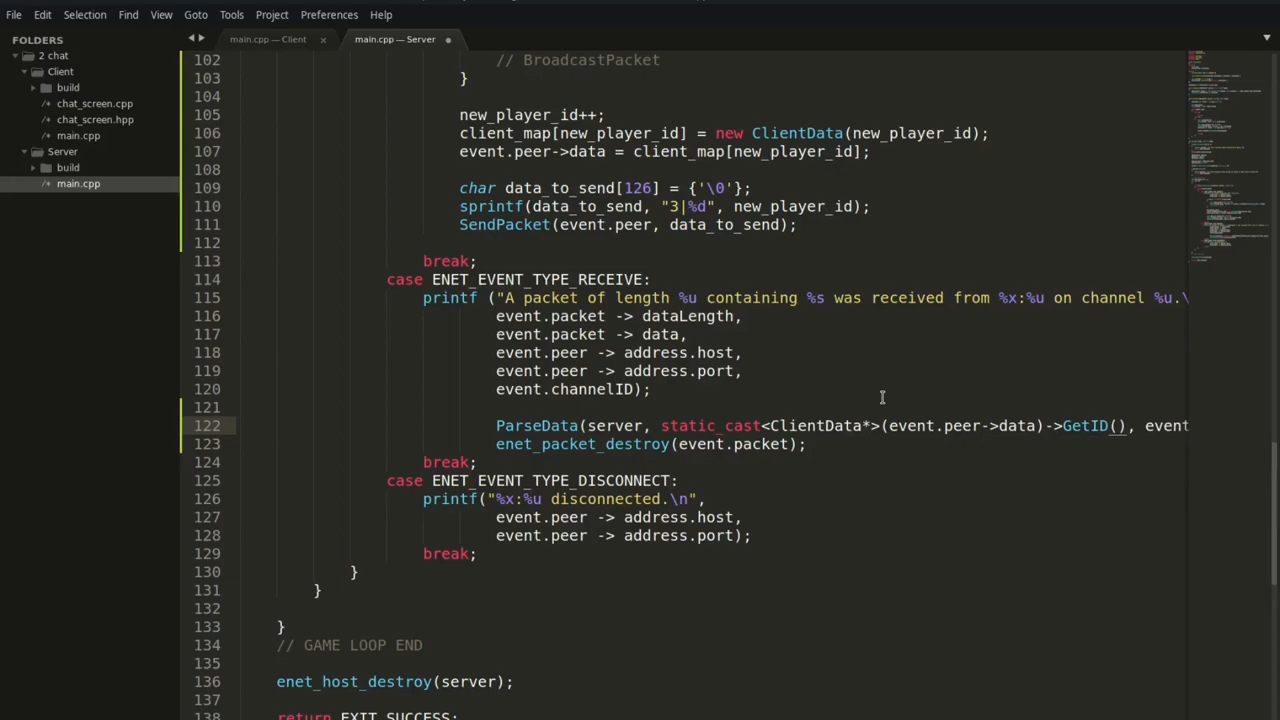 File Edit Selection Find View Goto Tools Project Preferences Help
FOLDERS
2 chat
Client
build
chat_screen.cpp
chat_screen.hpp
main.cpp
Server
build
main.cpp
main.cpp — Client ×
main.cpp — Server
102 // BroadcastPacket
103 }
104
105 new_player_id++;
106 client_map[new_player_id] = new ClientData(new_player_id);
107 event.peer->data = client_map[new_player_id];
108
109 char data_to_send[126] = {'\0'};
110 sprintf(data_to_send, "3|%d", new_player_id);
111 SendPacket(event.peer, data_to_send);
112
113 break;
114 case ENET_EVENT_TYPE_RECEIVE:
115 printf ("A packet of length %u containing %s was received from %x:%u on channel %u.\
116 event.packet -> dataLength,
117 event.packet -> data,
118 event.peer -> address.host,
119 event.peer -> address.port,
120 event.channelID);
121
122 ParseData(server, static_cast<ClientData*>(event.peer->data)->GetID(), event
123 enet_packet_destroy(event.packet);
124 break;
125 case ENET_EVENT_TYPE_DISCONNECT:
126 printf("%x:%u disconnected.\n",
127 event.peer -> address.host,
128 event.peer -> address.port);
129 break;
130 }
131 }
132
133 }
134 // GAME LOOP END
135
136 enet_host_destroy(server);
137
138 return EXIT_SUCCESS;